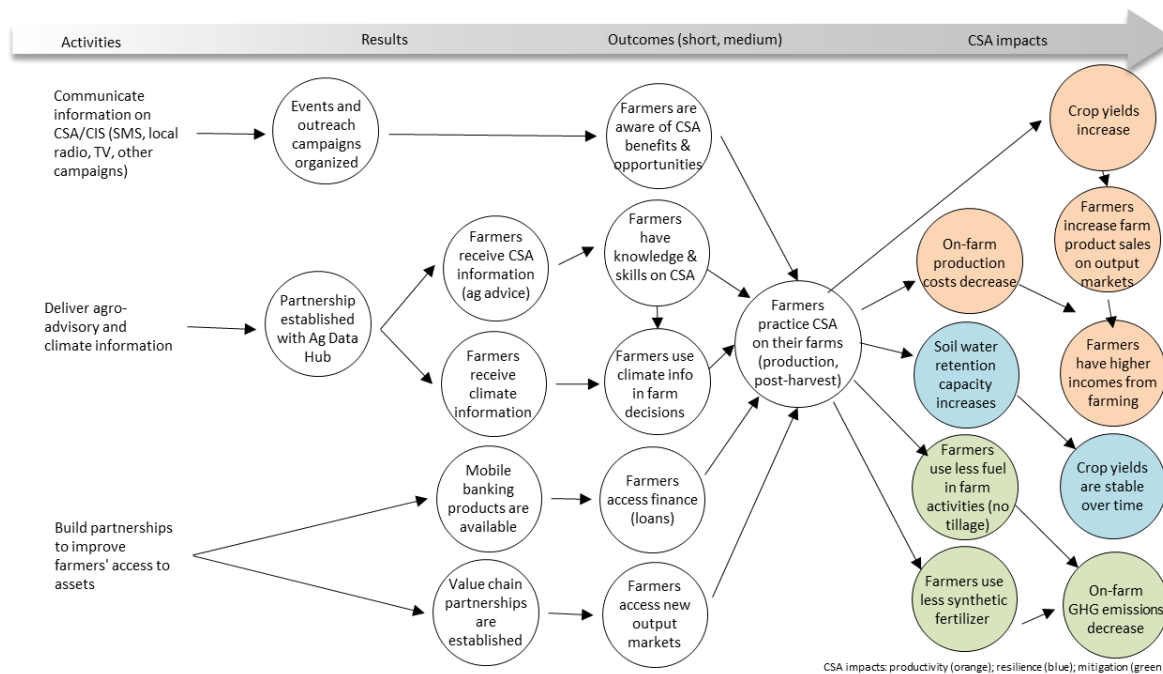 Activities
Results
Outcomes (short, medium)
CSA impacts
Communicate
information on
CSA/CIS (SMS, local
radio, TV, other
campaigns)
Events and
outreach
campaigns
organized
Farmers are
aware of CSA
benefits &
opportunities
Crop yields
increase
Farmers
receive CSA
information
(ag advice)
Farmers
have
knowledge &
skills on CSA
On-farm
production
costs decrease
Farmers
increase farm
product sales
on output
markets
Deliver agro-
advisory and
climate information
Partnership
established
with Ag Data
Hub
Farmers
receive
climate
information
Farmers use
climate info
in farm
decisions
Farmers
practice CSA
on their farms
(production,
post-harvest)
Soil water
retention
capacity
increases
Farmers
have higher
incomes from
farming
Build partnerships
to improve
farmers' access to
assets
Mobile
banking
products are
available
Farmers
access finance
(loans)
Farmers
use less fuel
in farm
activities (no
tillage)
Crop yields
are stable
over time
Value chain
partnerships
are
established
Farmers
access new
output
markets
Farmers use
less synthetic
fertilizer
On-farm
GHG emissions
decrease
CSA impacts: productivity (orange); resilience (blue); mitigation (green